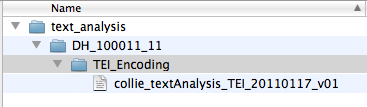 Name
text_analysis
DH_100011_11
TEI_Encoding
collie_textAnalysis_TEI_20110117_v01